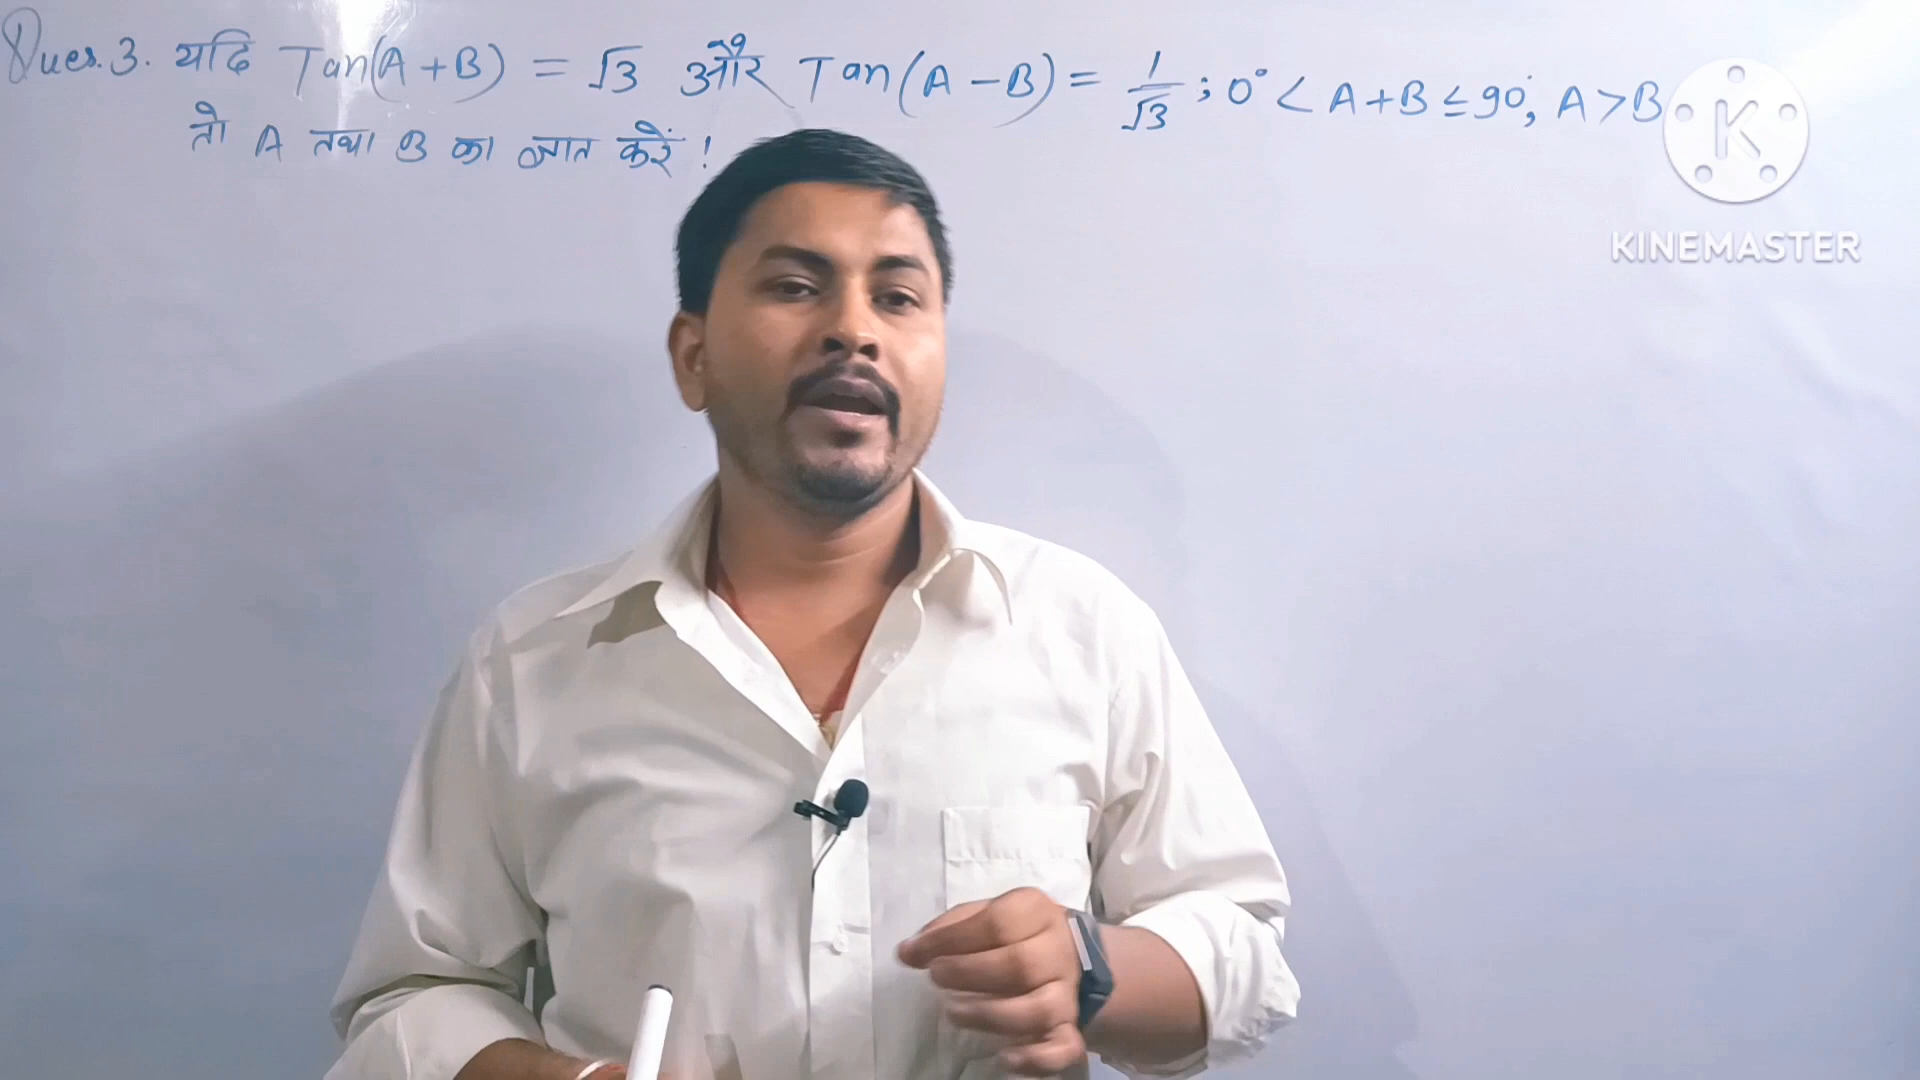 Ques.3. यदि Tan(A+B) = √3 और Tan(A-B) = 1/√3 ; 0° < A+B ≤ 90°, A > B
तो A तथा B का ज्ञात करें !
K
KINEMASTER